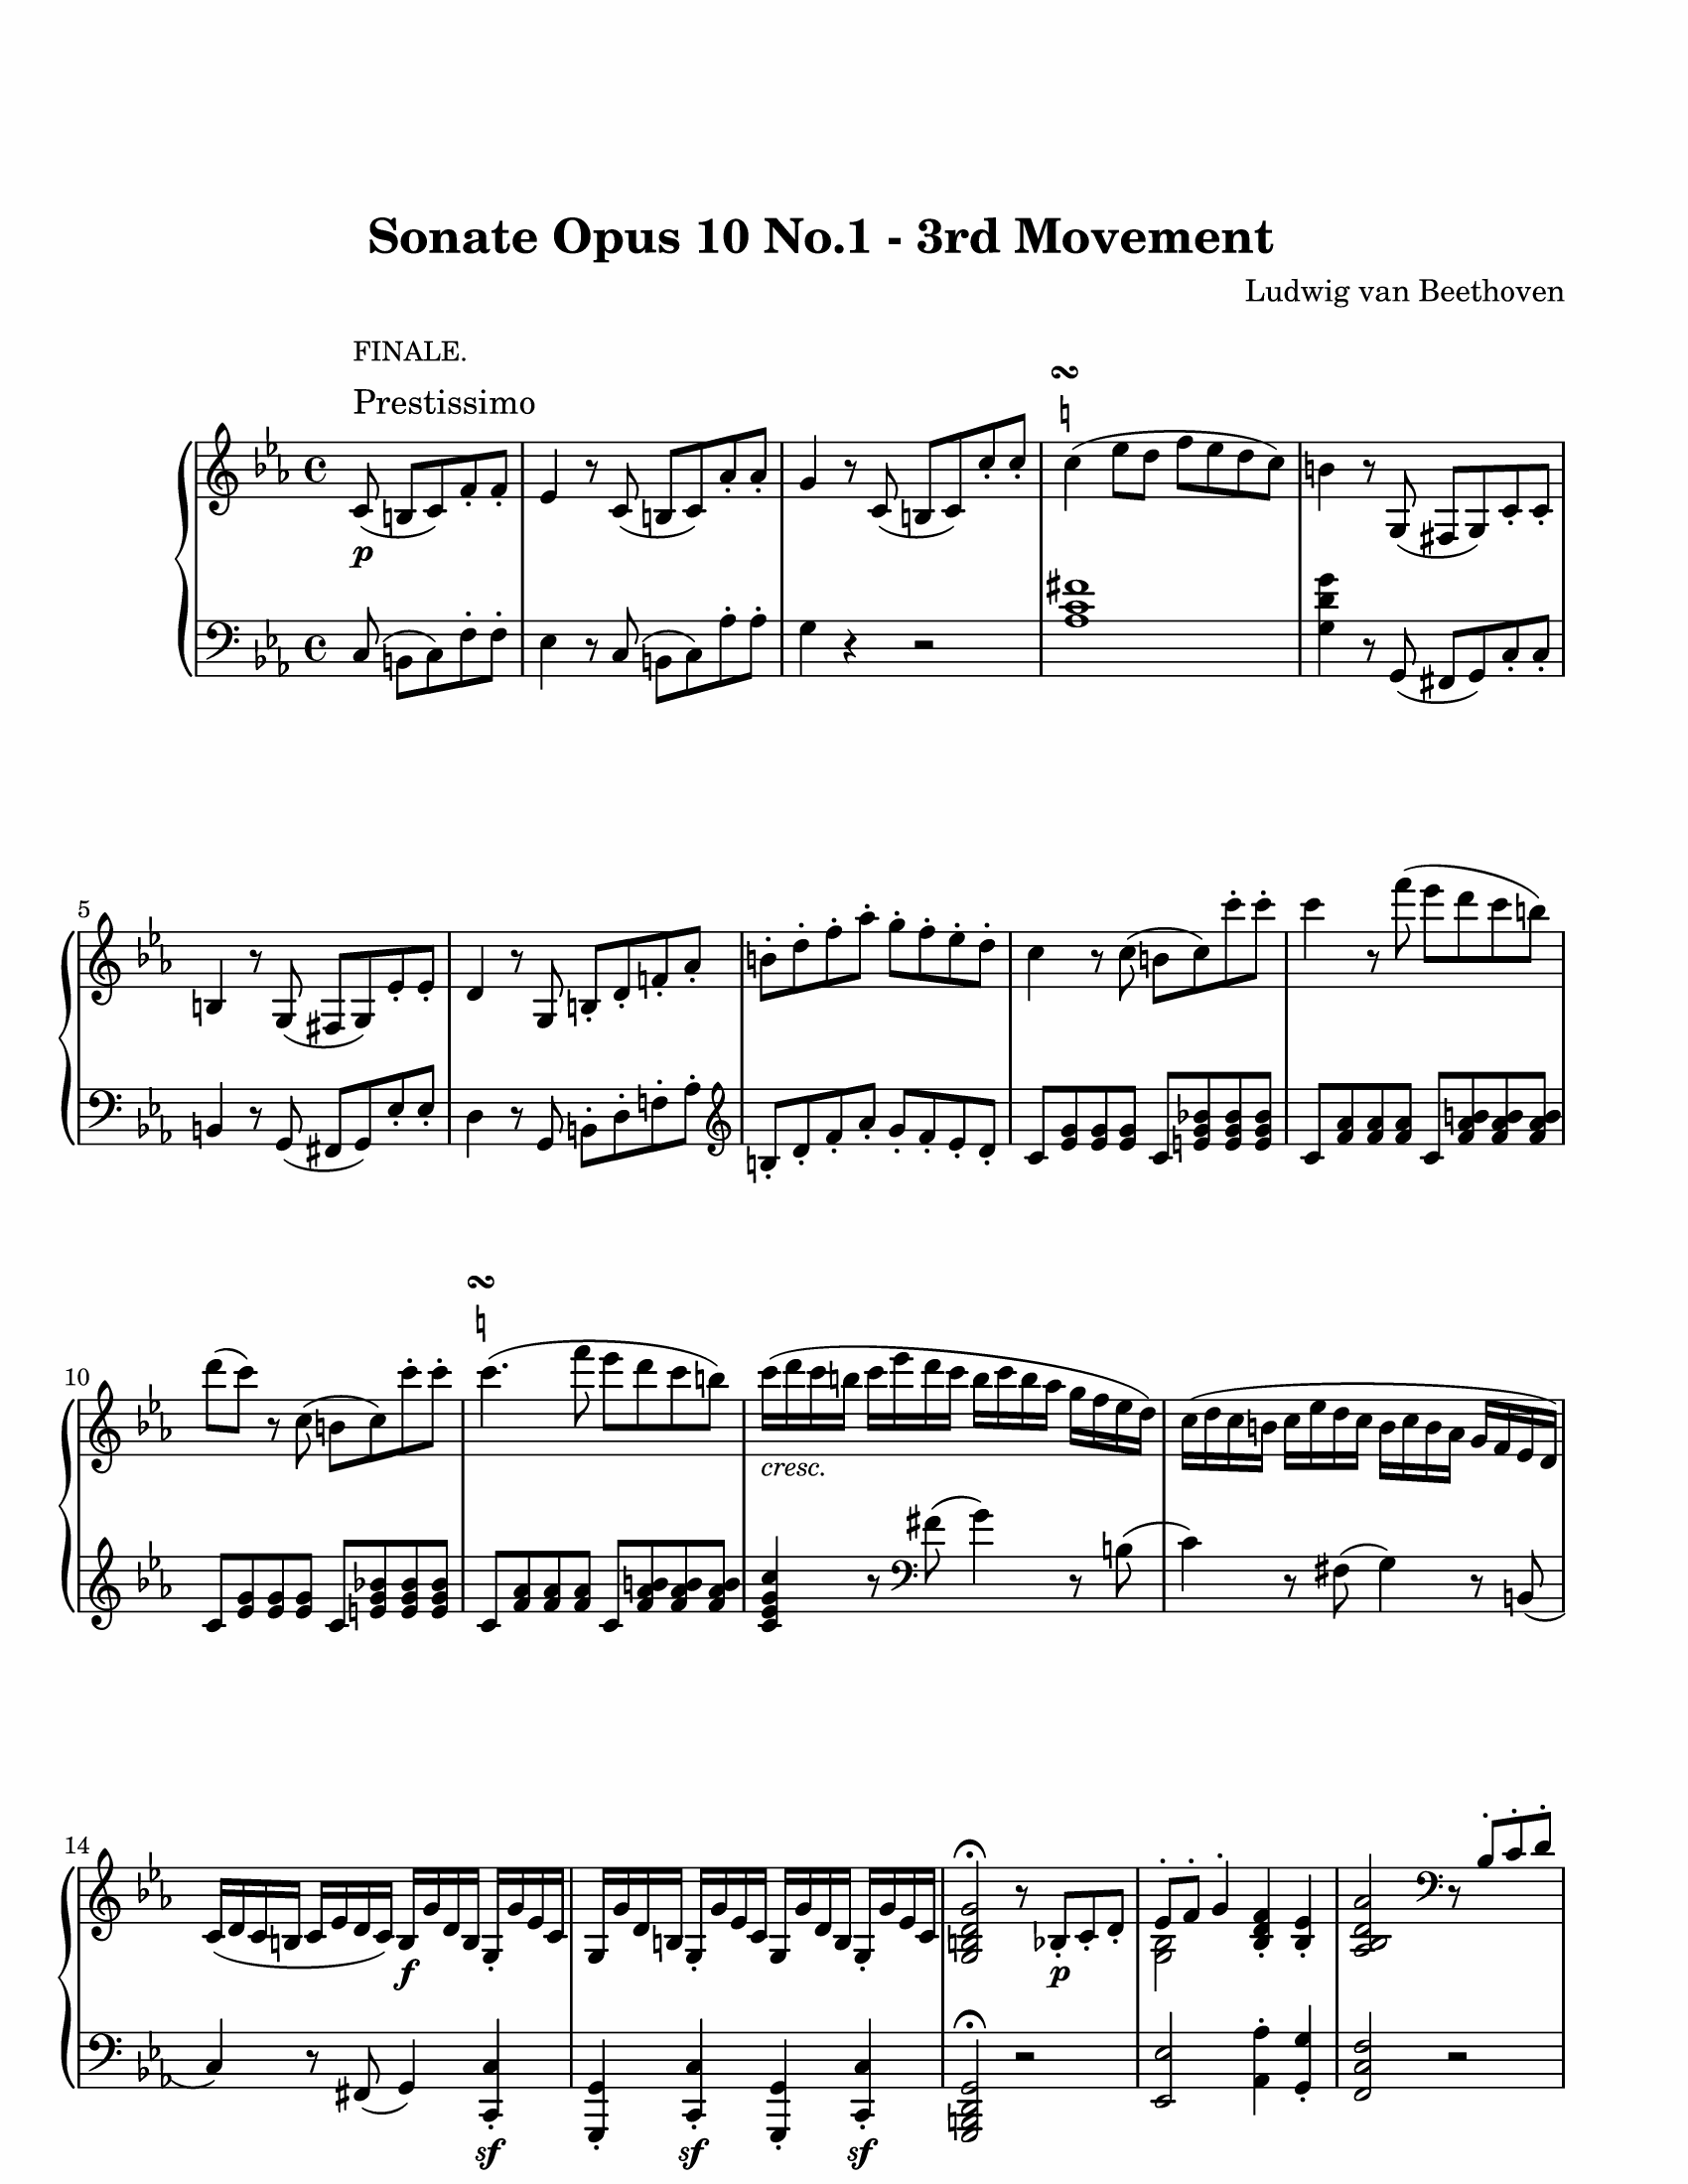 Sonate Opus 10 No.1 - 3rd Movement
Ludwig van Beethoven
FINALE.
Prestissimo
p
5
10
cresc.
14
f
p
sf
sf
sf